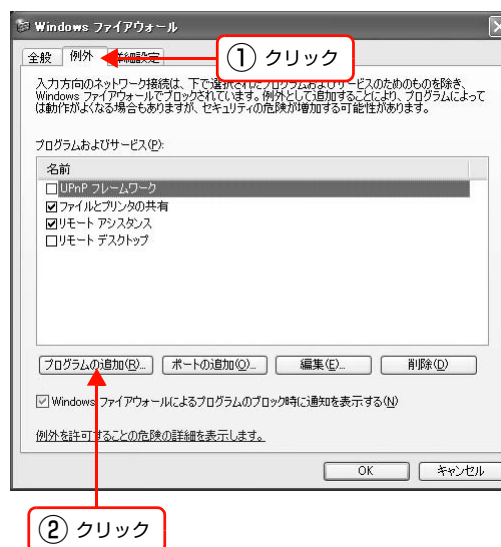 Windows ファイアウォール
全般 例外 詳細設定
① クリック
入力方向のネットワーク接続は、下で選択されたプログラムおよびサービスのためのものを除き、
Windows ファイアウォールでブロックされています。例外として追加することにより、プログラムによって
は動作がよくなる場合もありますが、セキュリティの危険が増加する可能性があります。
プログラムおよびサービス(P):
名前
UPnP フレームワーク
ファイルとプリンタの共有
リモート アシスタンス
リモート デスクトップ
プログラムの追加(R)... ポートの追加(O)... 編集(E)... 削除(D)
Windows ファイアウォールによるプログラムのブロック時に通知を表示する(N)
例外を許可することの危険の詳細を表示します。
OK キャンセル
② クリック